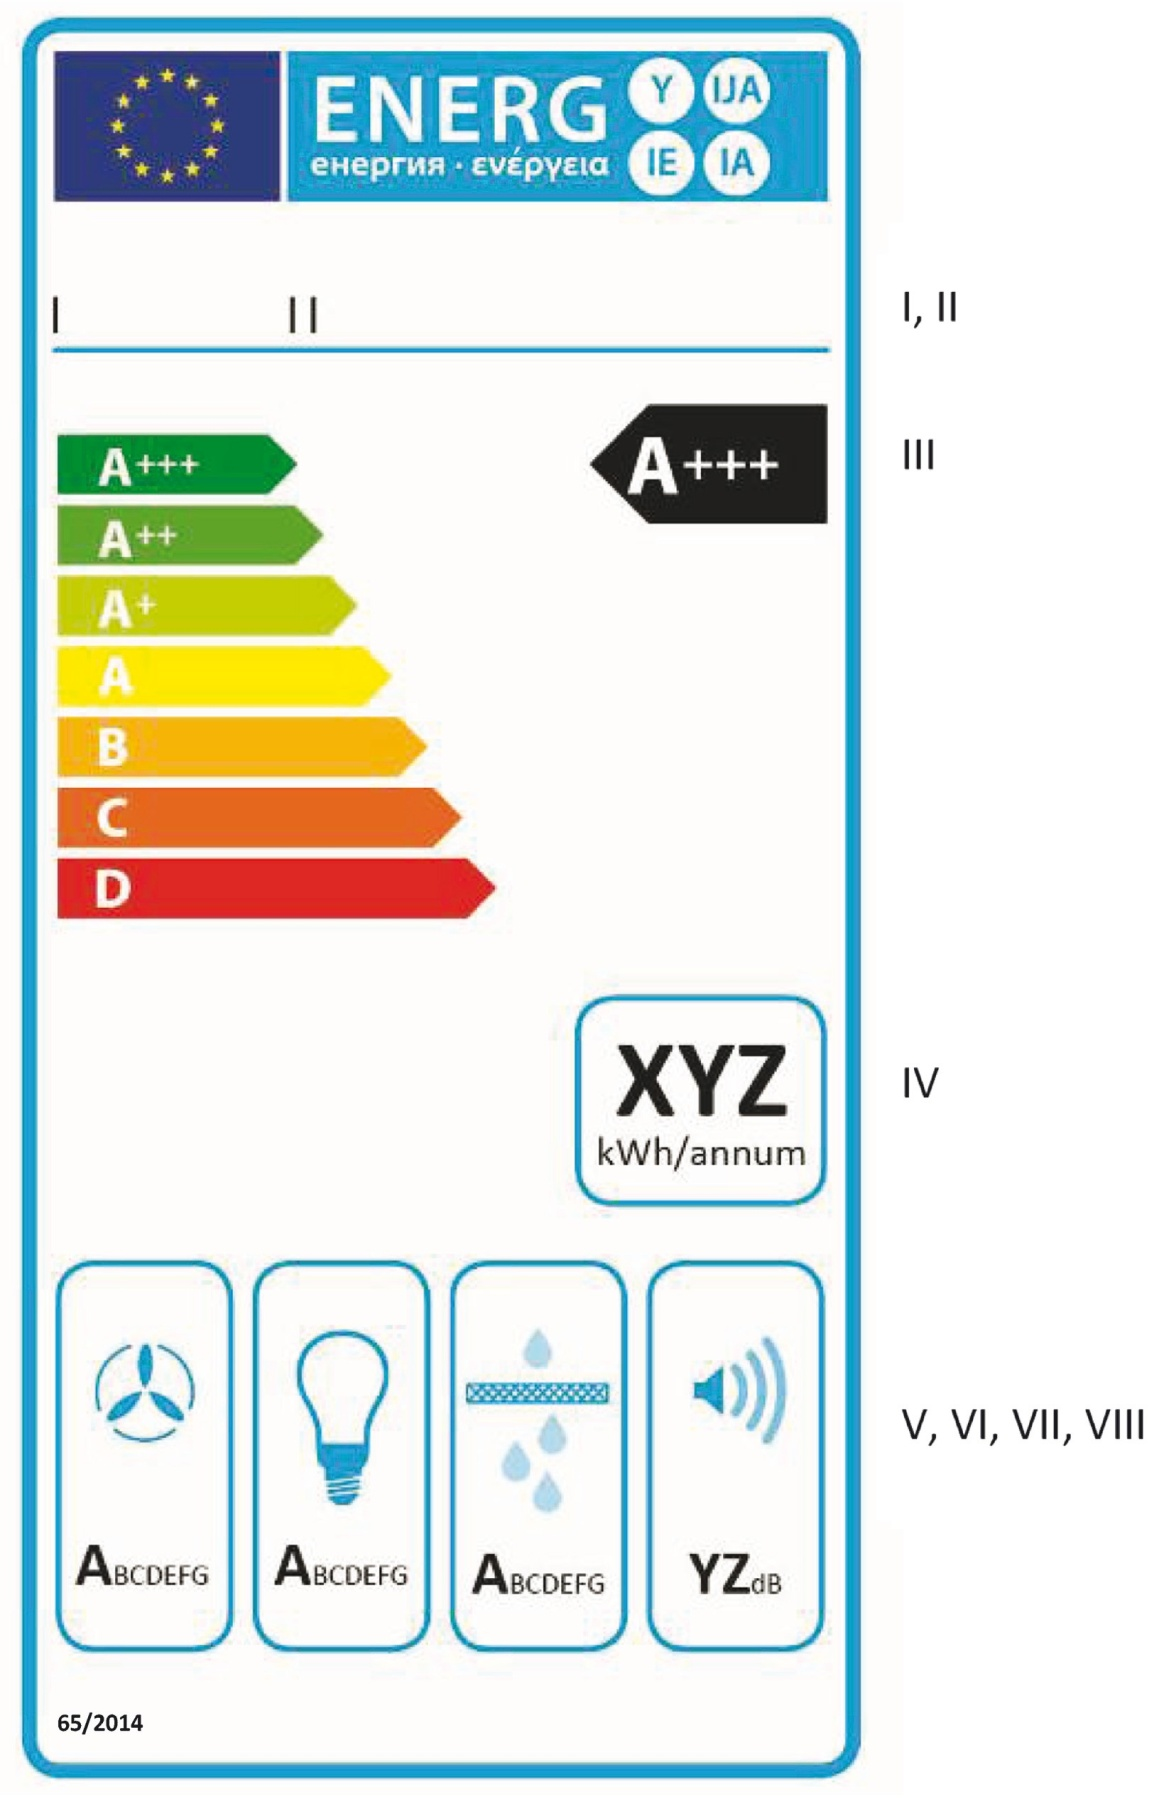 ENERG Y IJA
енергия · ενέργεια IE IA
I II I, II
A+++ A+++ III
A++
A+
A
B
C
D
XYZ IV
kWh/annum
V, VI, VII, VIII
ABCDEFG ABCDEFG ABCDEFG YZdB
65/2014